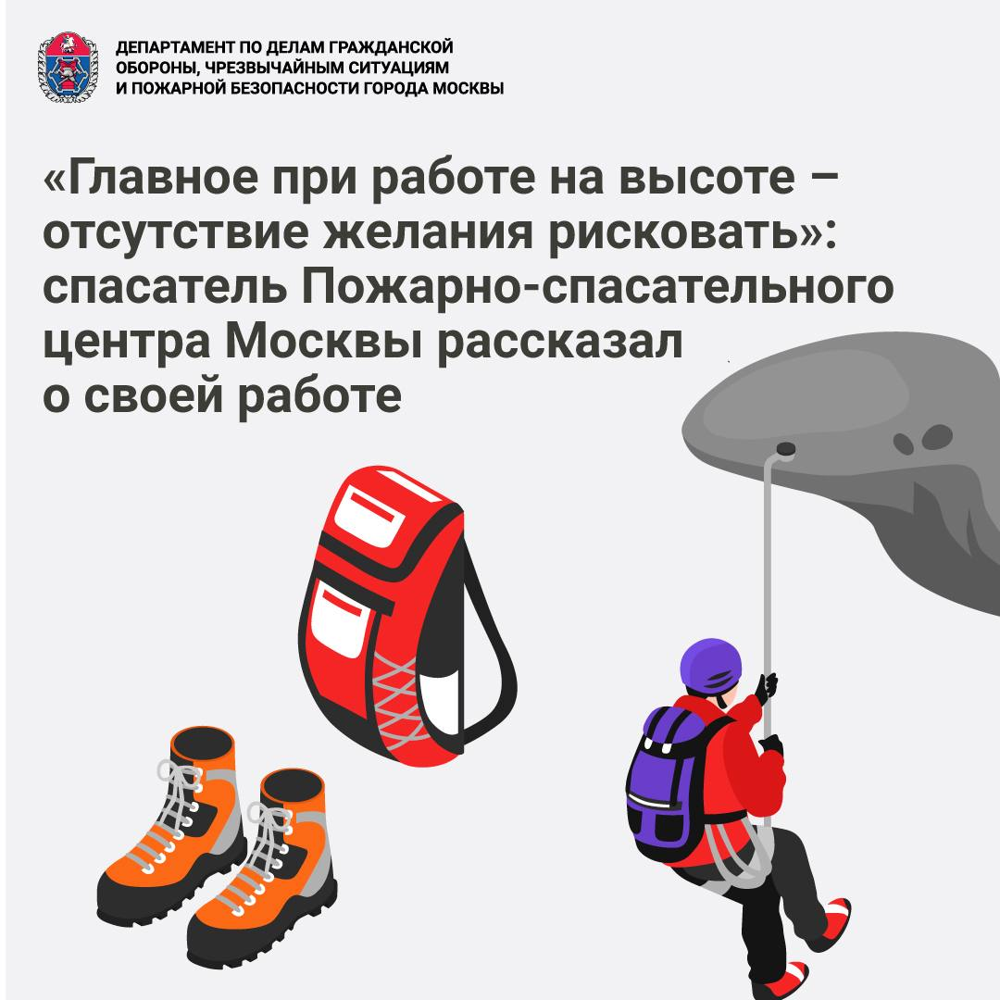 ДЕПАРТАМЕНТ ПО ДЕЛАМ ГРАЖДАНСКОЙ
ОБОРОНЫ, ЧРЕЗВЫЧАЙНЫМ СИТУАЦИЯМ
И ПОЖАРНОЙ БЕЗОПАСНОСТИ ГОРОДА МОСКВЫ
«Главное при работе на высоте –
отсутствие желания рисковать»:
спасатель Пожарно-спасательного
центра Москвы рассказал
о своей работе